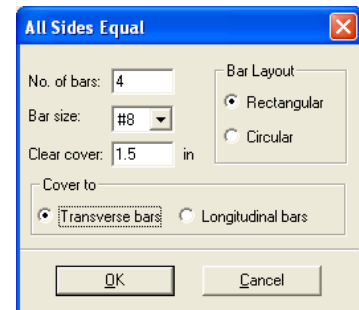 All Sides Equal
No. of bars: 4
Bar size: #8
Clear cover: 1.5 in
Bar Layout
Rectangular
Circular
Cover to
Transverse bars Longitudinal bars
OK Cancel